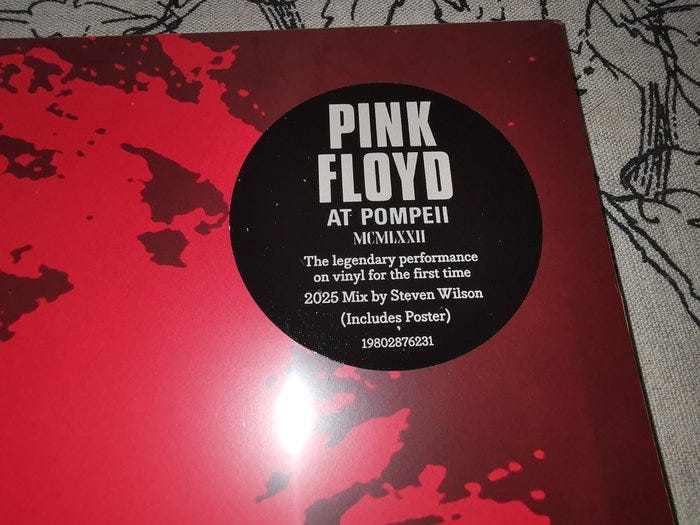 PINK
FLOYD
AT POMPEII
MCMLXXII
The legendary performance
on vinyl for the first time
2025 Mix by Steven Wilson
(Includes Poster)
19802876231